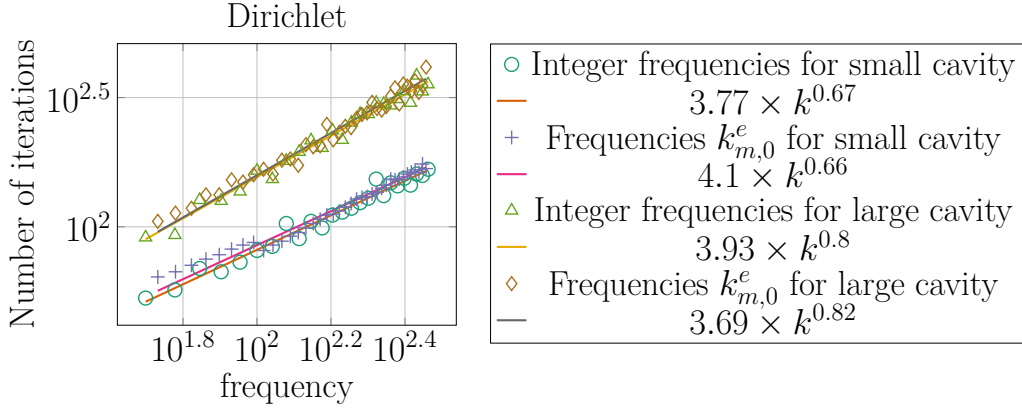 Dirichlet
Number of iterations
10^{2.5}
10^2
10^{1.8}
10^2
10^{2.2}
10^{2.4}
frequency
Integer frequencies for small cavity
3.77 × k^{0.67}
Frequencies k^e_{m,0} for small cavity
4.1 × k^{0.66}
Integer frequencies for large cavity
3.93 × k^{0.8}
Frequencies k^e_{m,0} for large cavity
3.69 × k^{0.82}